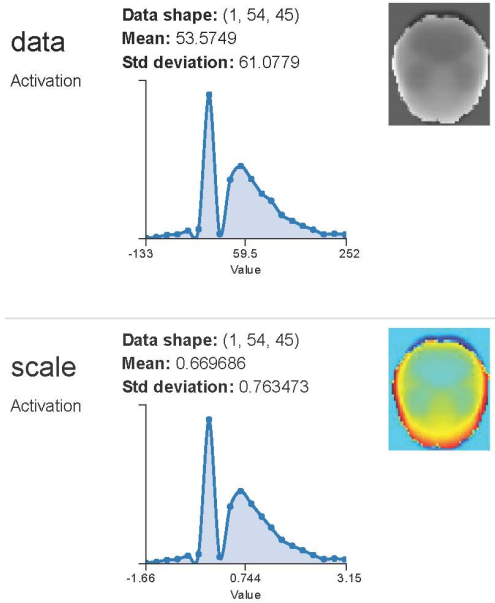 data
Activation
Data shape: (1, 54, 45)
Mean: 53.5749
Std deviation: 61.0779
-133 59.5 252
Value
scale
Activation
Data shape: (1, 54, 45)
Mean: 0.669686
Std deviation: 0.763473
-1.66 0.744 3.15
Value